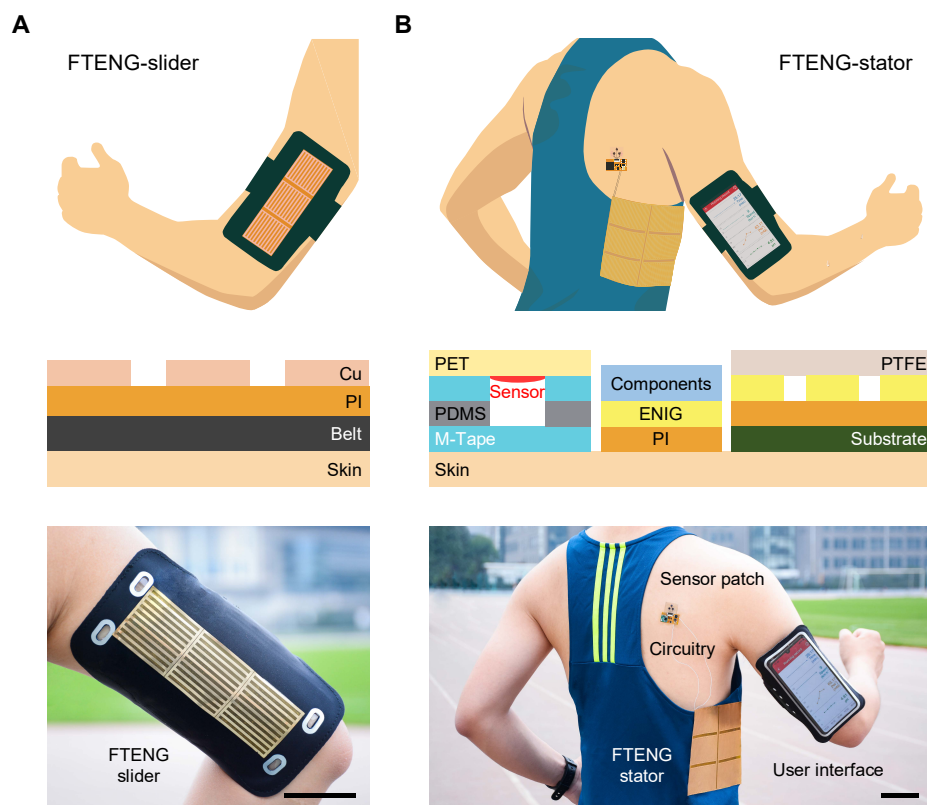 A
FTENG-slider
Cu
PI
Belt
Skin
FTENG
slider
B
FTENG-stator
PET
Sensor
PDMS
M-Tape
Skin
Components
ENIG
PI
PTFE
Substrate
Sensor patch
Circuitry
FTENG
stator
User interface